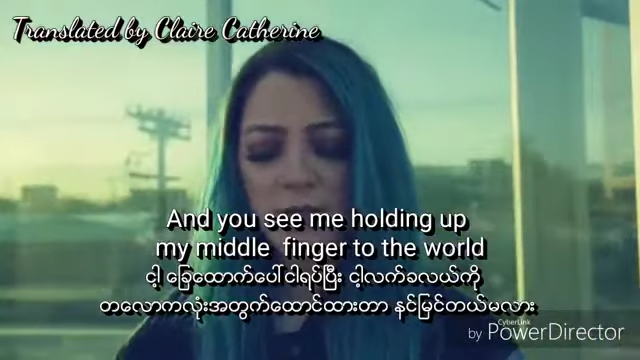 Translated by Claire Catherine
And you see me holding up
my middle finger to the world
ငါ့ ခြေထောက်ပေါ်ငါရပ်ပြီး ငါ့လက်ခလယ်ကို
တလောကလုံးအတွက်ထောင်ထားတာ နင်မြင်တယ်မလား
CyberLink
by PowerDirector